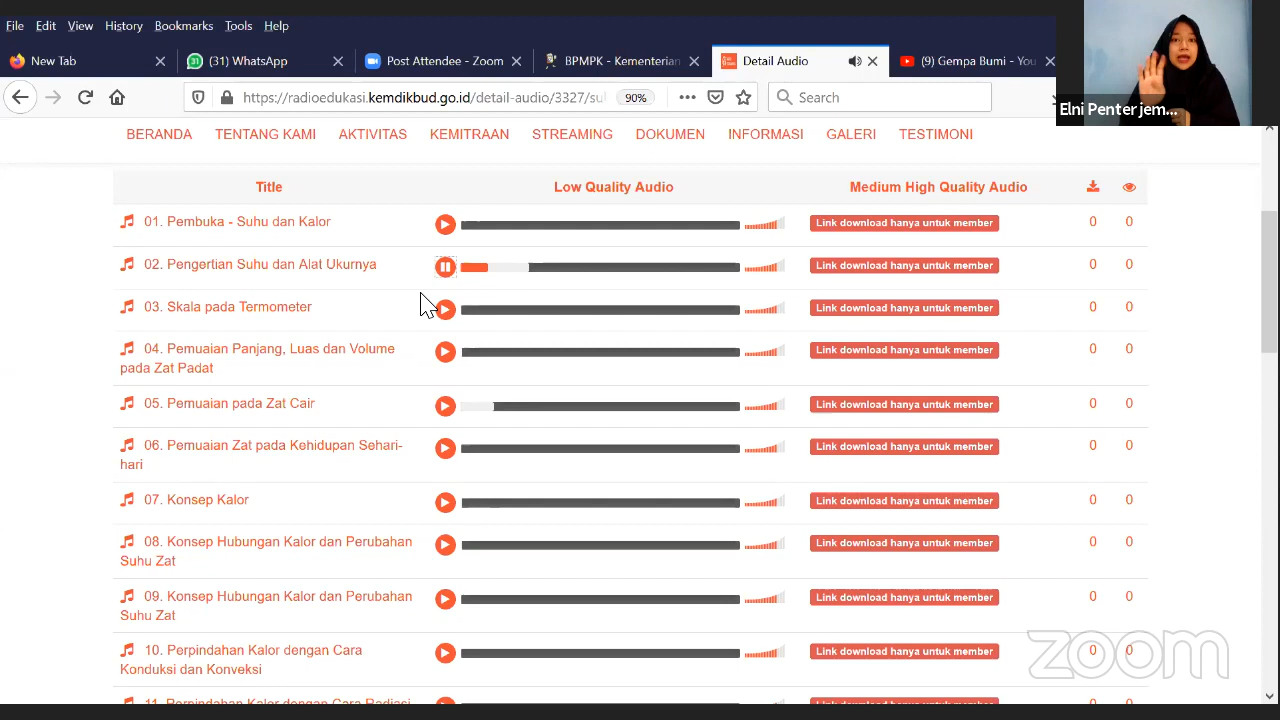 File Edit View History Bookmarks Tools Help
New Tab
(31) WhatsApp
Post Attendee - Zoom
BPMPK - Kementerian
Detail Audio
(9) Gempa Bumi - You
https://radioedukasi.kemdikbud.go.id/detail-audio/3327/su
90%
Search
Elni Penterjem...
BERANDA TENTANG KAMI AKTIVITAS KEMITRAAN STREAMING DOKUMEN INFORMASI GALERI TESTIMONI
Title Low Quality Audio Medium High Quality Audio
01. Pembuka - Suhu dan Kalor Link download hanya untuk member 0 0
02. Pengertian Suhu dan Alat Ukurnya Link download hanya untuk member 0 0
03. Skala pada Termometer Link download hanya untuk member 0 0
04. Pemuaian Panjang, Luas dan Volume Link download hanya untuk member 0 0
pada Zat Padat
05. Pemuaian pada Zat Cair Link download hanya untuk member 0 0
06. Pemuaian Zat pada Kehidupan Sehari- Link download hanya untuk member 0 0
hari
07. Konsep Kalor Link download hanya untuk member 0 0
08. Konsep Hubungan Kalor dan Perubahan Link download hanya untuk member 0 0
Suhu Zat
09. Konsep Hubungan Kalor dan Perubahan Link download hanya untuk member 0 0
Suhu Zat
10. Perpindahan Kalor dengan Cara Link download hanya untuk member 0 0
Konduksi dan Konveksi
11. Perpindahan Kalor dengan Cara Radiasi
zoom